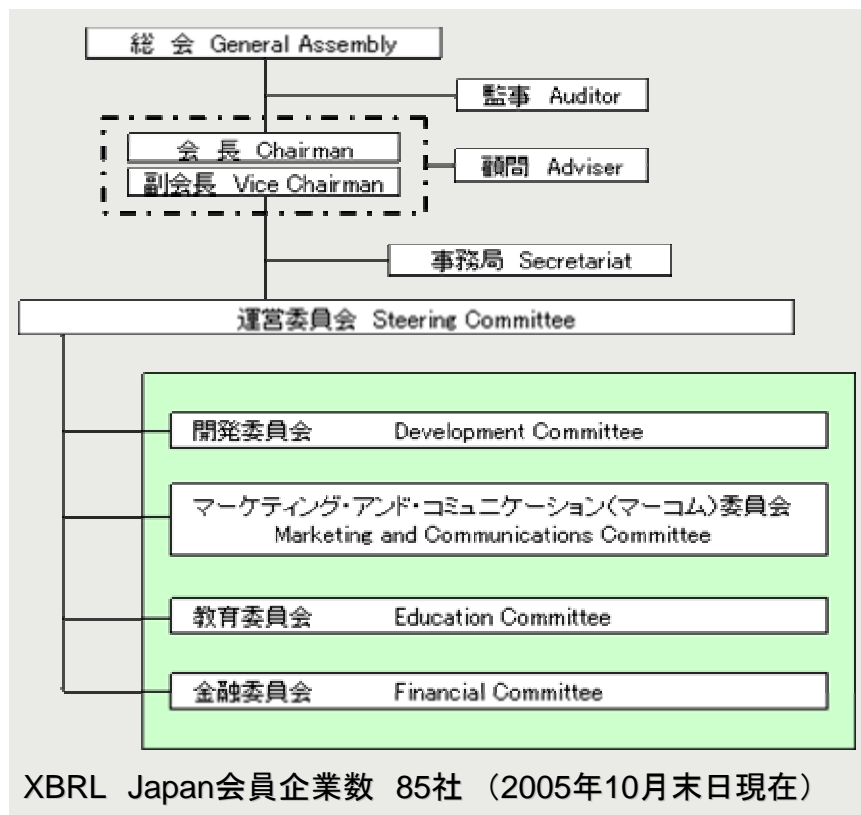 総 会 General Assembly
監事 Auditor
会 長 Chairman
顧問 Adviser
副会長 Vice Chairman
事務局 Secretariat
運営委員会 Steering Committee
開発委員会 Development Committee
マーケティング・アンド・コミュニケーション(マーコム)委員会
Marketing and Communications Committee
教育委員会 Education Committee
金融委員会 Financial Committee
XBRL Japan会員企業数 85社 (2005年10月末日現在)